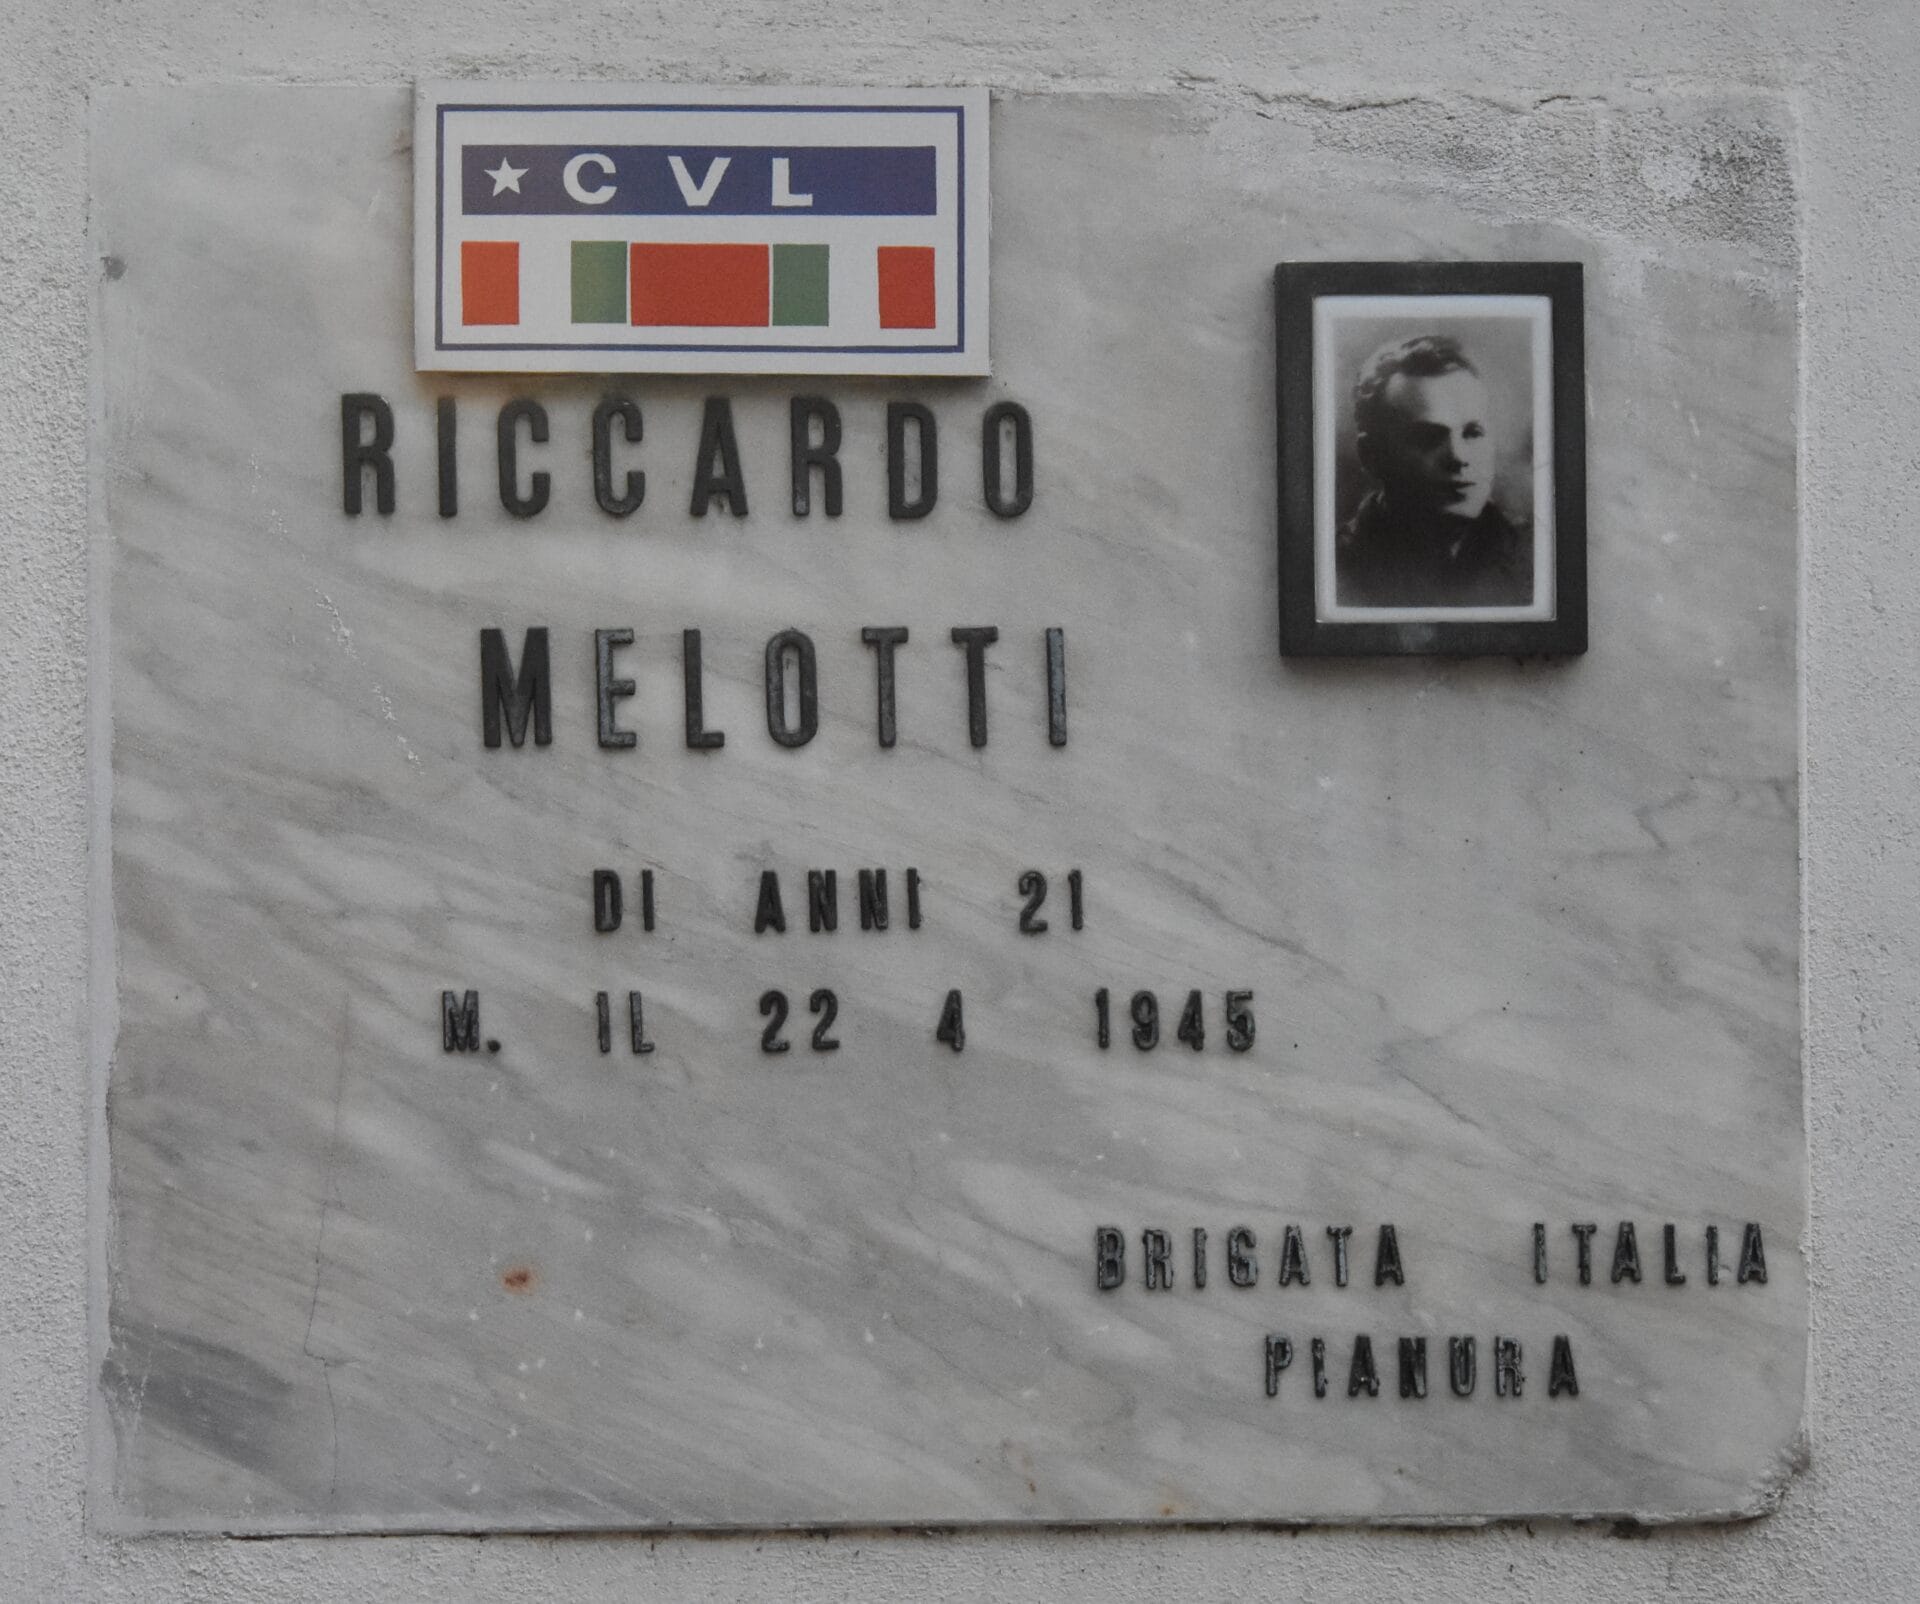 ★ CVL
RICCARDO
MELOTTI
DI ANNI 21
M. IL 22 4 1945
BRIGATA ITALIA
PIANURA